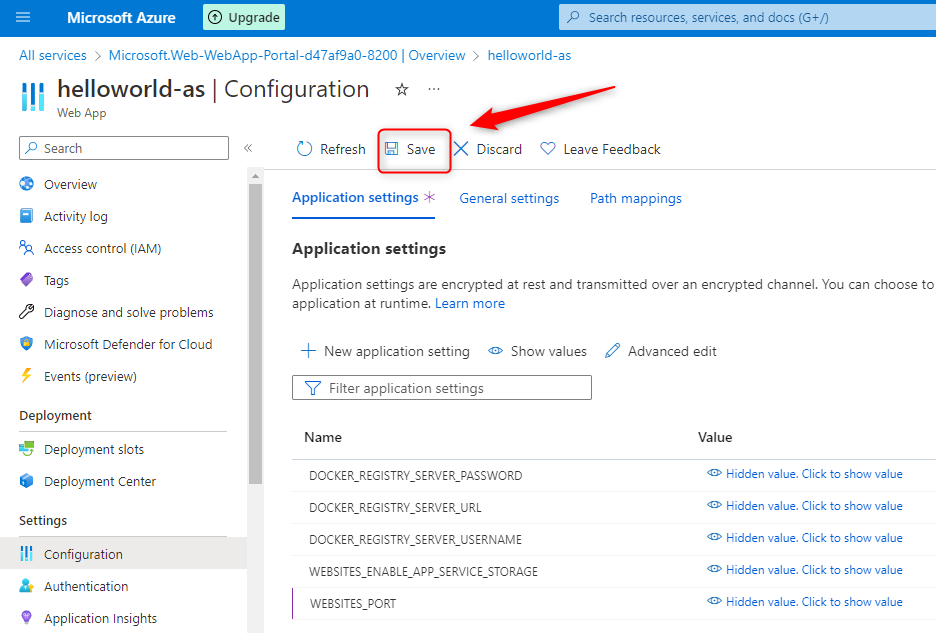 Microsoft Azure
Upgrade
Search resources, services, and docs (G+/)
All services > Microsoft.Web-WebApp-Portal-d47af9a0-8200 | Overview > helloworld-as
helloworld-as | Configuration
Web App
Search
Refresh
Save
Discard
Leave Feedback
Overview
Activity log
Access control (IAM)
Tags
Diagnose and solve problems
Microsoft Defender for Cloud
Events (preview)
Deployment
Deployment slots
Deployment Center
Settings
Configuration
Authentication
Application Insights
Application settings *
General settings
Path mappings
Application settings
Application settings are encrypted at rest and transmitted over an encrypted channel. You can choose to
application at runtime. Learn more
New application setting
Show values
Advanced edit
Filter application settings
Name Value
DOCKER_REGISTRY_SERVER_PASSWORD Hidden value. Click to show value
DOCKER_REGISTRY_SERVER_URL Hidden value. Click to show value
DOCKER_REGISTRY_SERVER_USERNAME Hidden value. Click to show value
WEBSITES_ENABLE_APP_SERVICE_STORAGE Hidden value. Click to show value
WEBSITES_PORT Hidden value. Click to show value